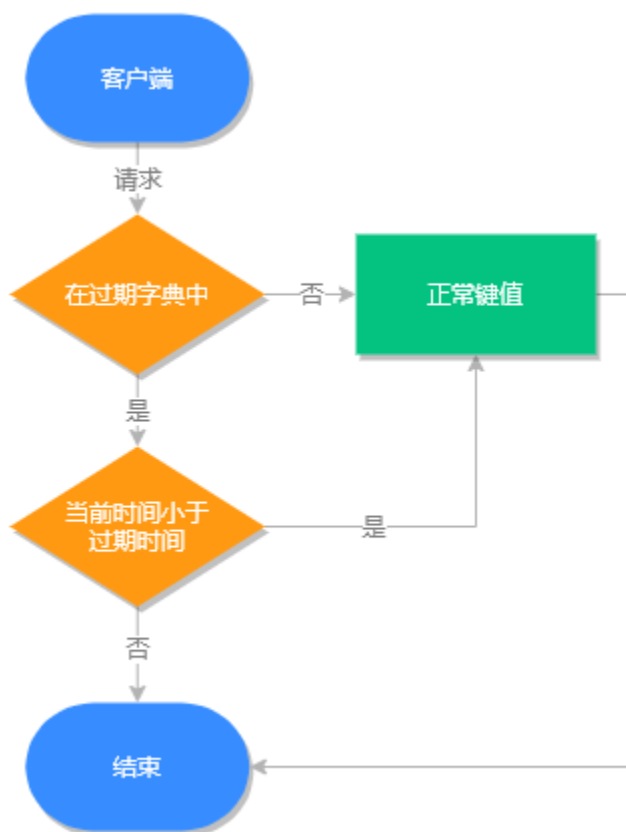 客户端
请求
在过期字典中
否
正常键值
是
当前时间小于
过期时间
是
否
结束